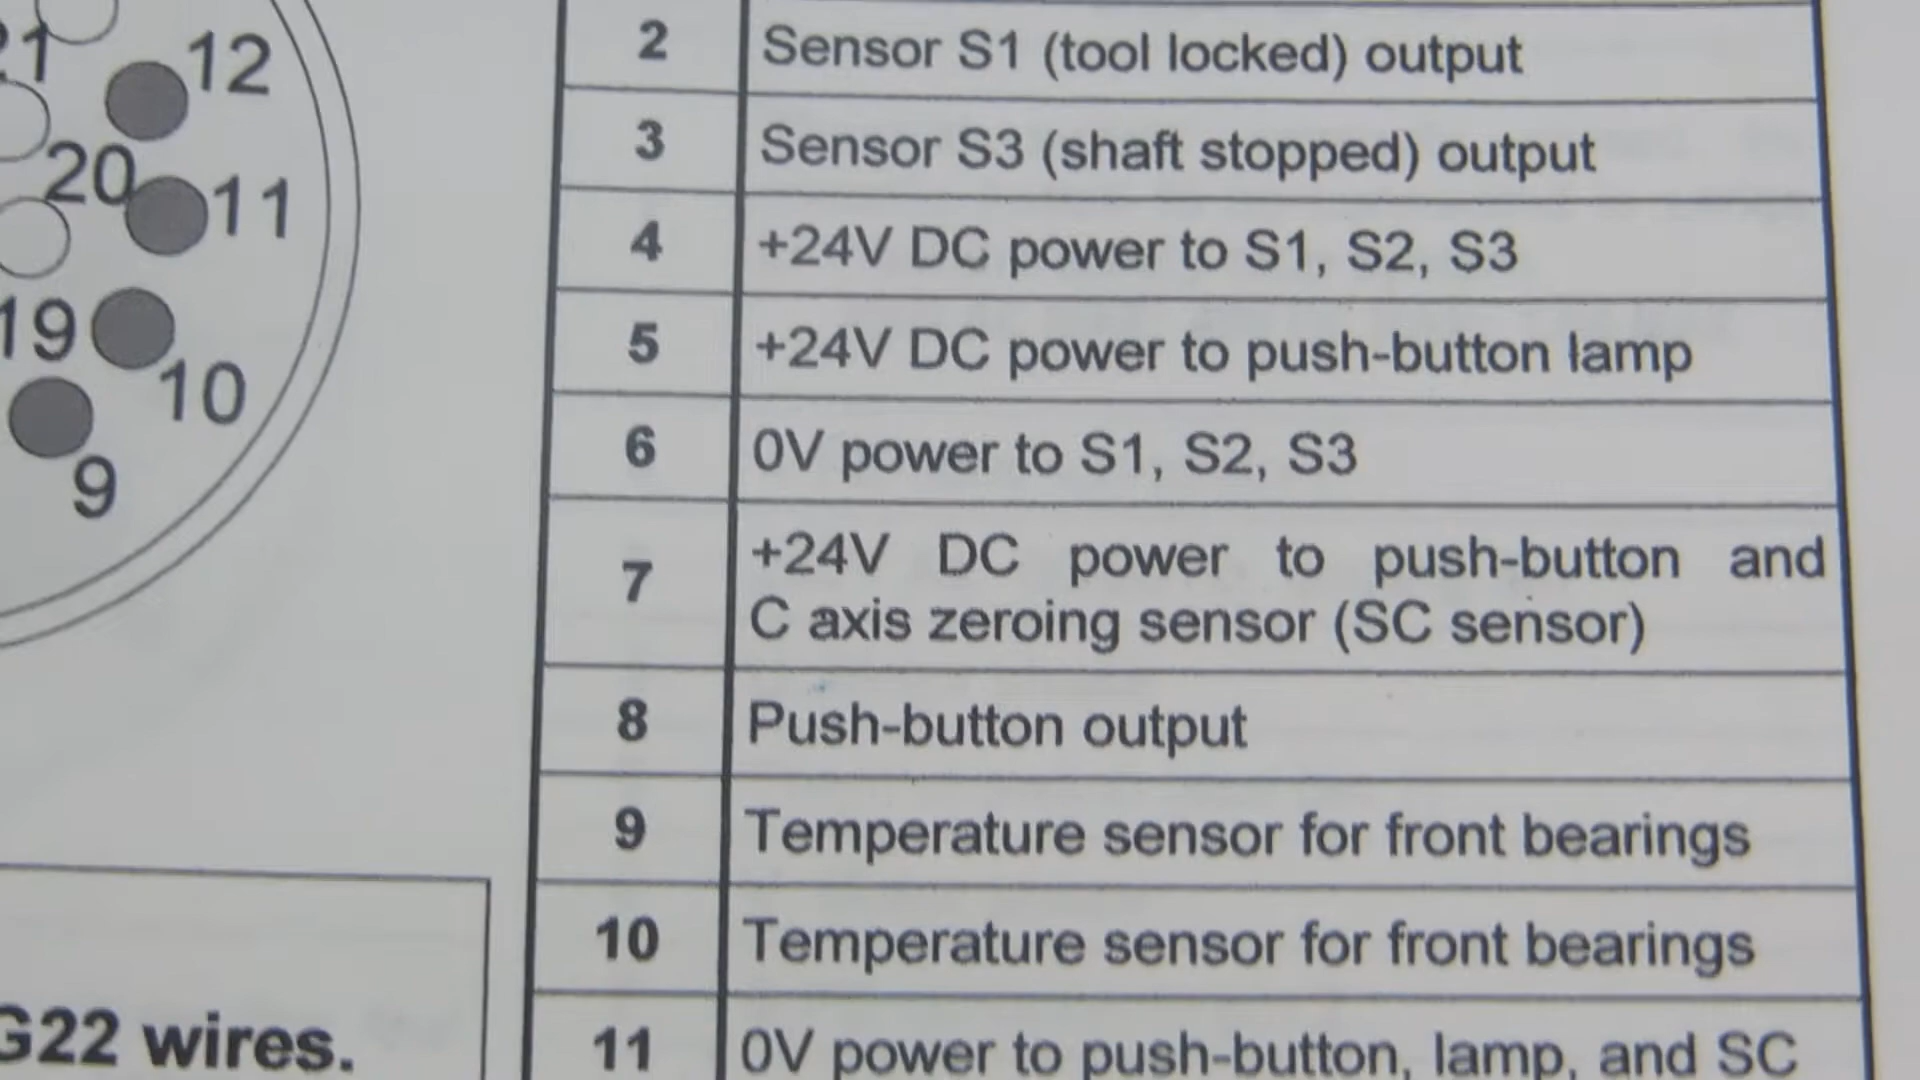 21
12
20
11
19
10
9
G22 wires.
2 Sensor S1 (tool locked) output
3 Sensor S3 (shaft stopped) output
4 +24V DC power to S1, S2, S3
5 +24V DC power to push-button lamp
6 0V power to S1, S2, S3
7 +24V DC power to push-button and
C axis zeroing sensor (SC sensor)
8 Push-button output
9 Temperature sensor for front bearings
10 Temperature sensor for front bearings
11 0V power to push-button, lamp, and SC